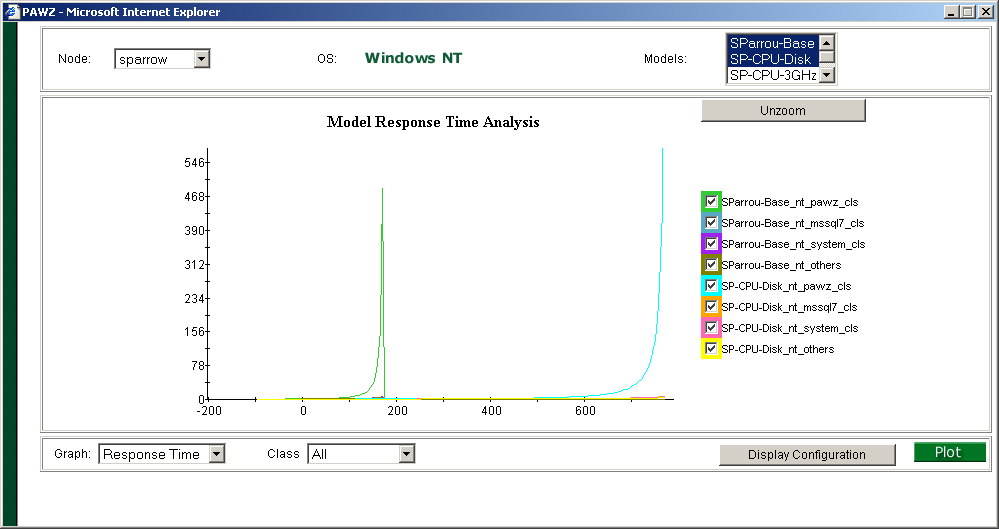 PAWZ - Microsoft Internet Explorer
Node: sparrow OS: Windows NT Models: SParrou-Base
SP-CPU-Disk
SP-CPU-3GHz
Unzoom
Model Response Time Analysis
546
468
390
312
234
156
78
0
-200 0 200 400 600
SParrou-Base_nt_pawz_cls
SParrou-Base_nt_mssql7_cls
SParrou-Base_nt_system_cls
SParrou-Base_nt_others
SP-CPU-Disk_nt_pawz_cls
SP-CPU-Disk_nt_mssql7_cls
SP-CPU-Disk_nt_system_cls
SP-CPU-Disk_nt_others
Graph: Response Time Class All Display Configuration Plot